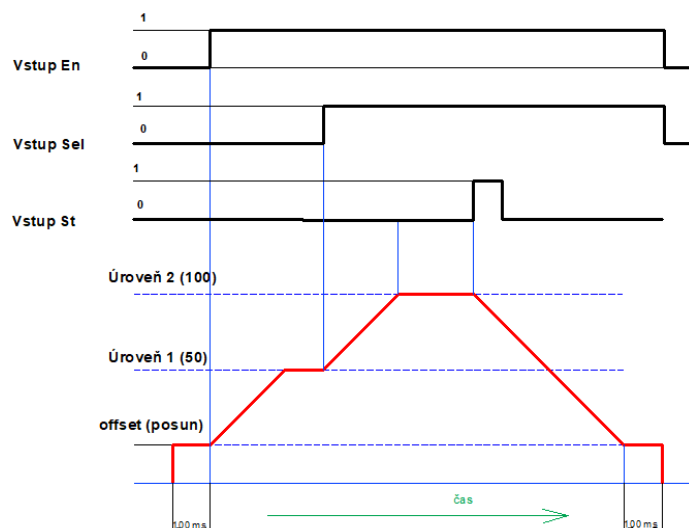 1
0
Vstup En
1
0
Vstup Sel
1
0
Vstup St
Úroveň 2 (100)
Úroveň 1 (50)
offset (posun)
čas
100 ms
100 ms